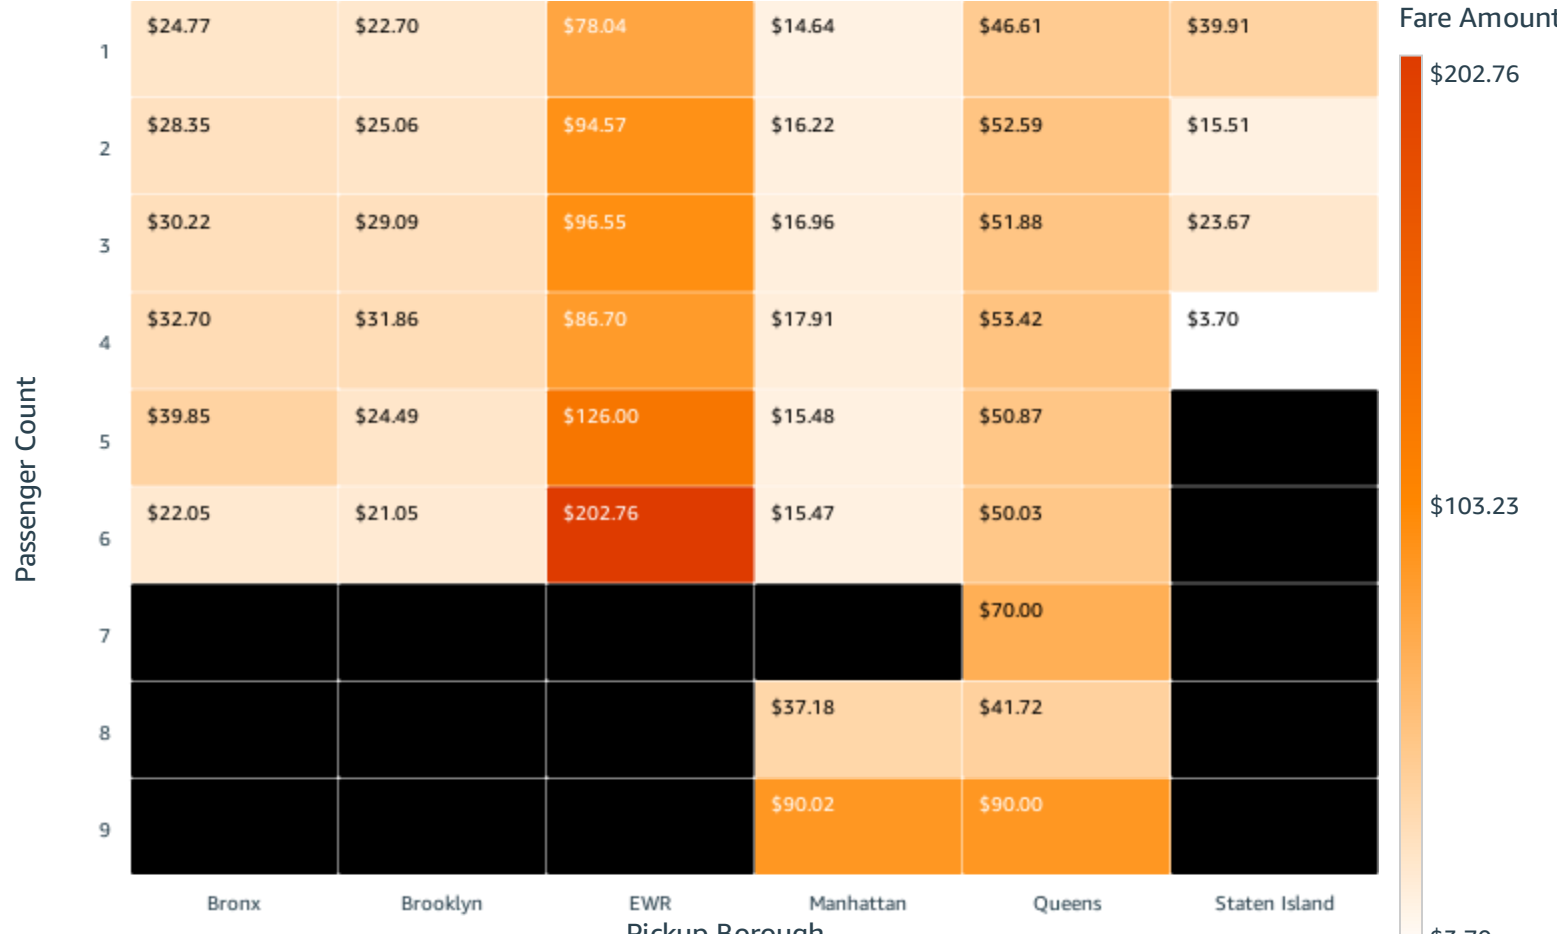 Fare Amount
$202.76
$103.23
Passenger Count
1 $24.77 $22.70 $78.04 $14.64 $46.61 $39.91
2 $28.35 $25.06 $94.57 $16.22 $52.59 $15.51
3 $30.22 $29.09 $96.55 $16.96 $51.88 $23.67
4 $32.70 $31.86 $86.70 $17.91 $53.42 $3.70
5 $39.85 $24.49 $126.00 $15.48 $50.87
6 $22.05 $21.05 $202.76 $15.47 $50.03
7 $70.00
8 $37.18 $41.72
9 $90.02 $90.00
Bronx Brooklyn EWR Manhattan Queens Staten Island
Pickup Borough
$3.70